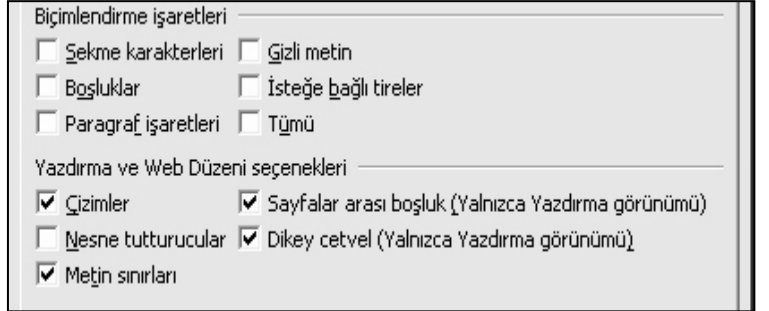 Biçimlendirme işaretleri
Sekme karakterleri Gizli metin
Boşluklar İsteğe bağlı tireler
Paragraf işaretleri Tümü
Yazdırma ve Web Düzeni seçenekleri
Çizimler Sayfalar arası boşluk (Yalnızca Yazdırma görünümü)
Nesne tutturucular Dikey cetvel (Yalnızca Yazdırma görünümü)
Metin sınırları